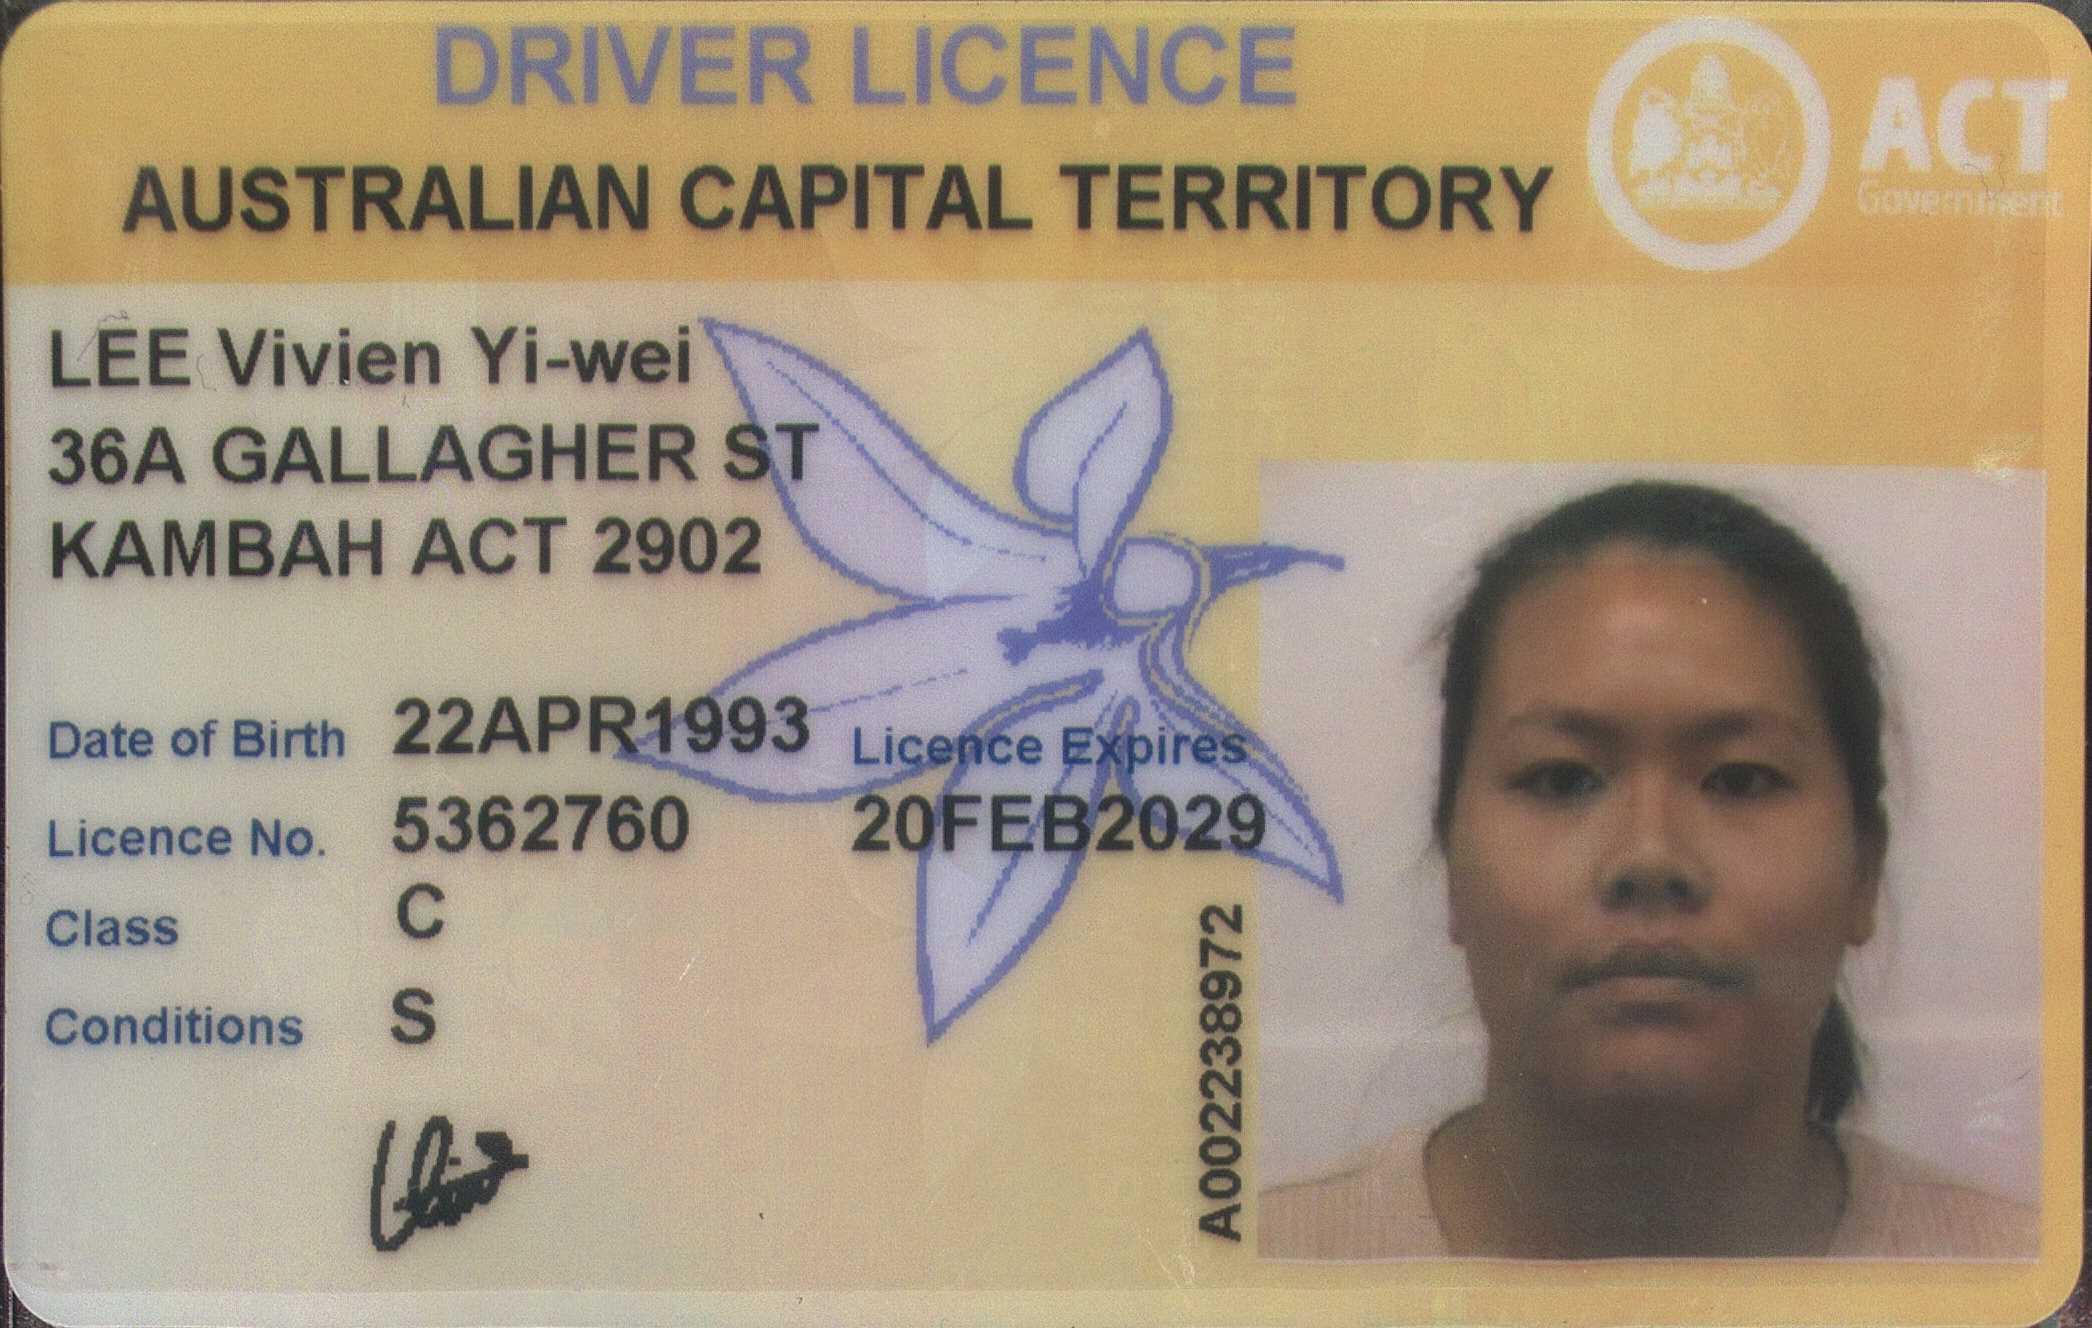 DRIVER LICENCE
AUSTRALIAN CAPITAL TERRITORY
ACT
Government
LEE Vivien Yi-wei
36A GALLAGHER ST
KAMBAH ACT 2902
Date of Birth 22APR1993
Licence Expires
Licence No. 5362760
20FEB2029
Class C
Conditions S
A002238972